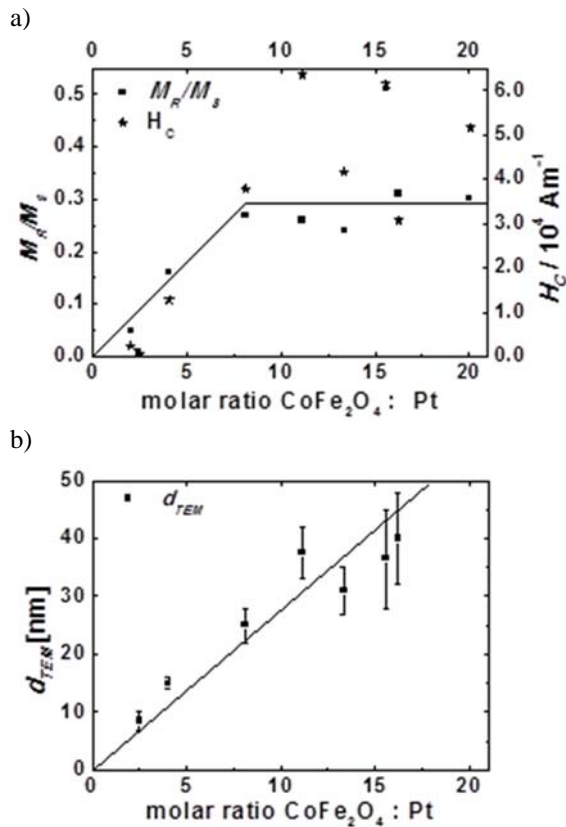 a)
0 5 10 15 20
M_R/M_S
H_C
0.5
0.4
0.3
0.2
0.1
0.0
M_R/M_S
6.0
5.0
4.0
3.0
2.0
1.0
0.0
H_C / 10^4 Am^-1
0 5 10 15 20
molar ratio CoFe_2O_4 : Pt
b)
d_TEM
50
40
30
20
10
0
d_TEM[nm]
0 5 10 15 20
molar ratio CoFe_2O_4 : Pt